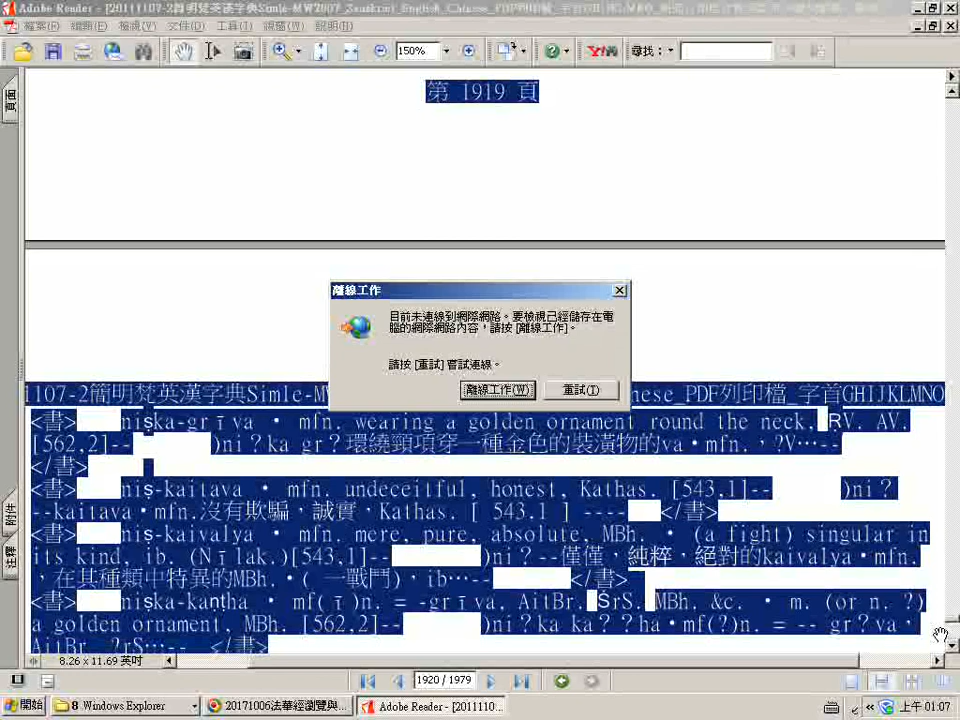 Adobe Reader - [20111107-2簡明梵英漢字典Simle-MW2007_Sanskrit_English_Chinese_PDF列印檔_字首
檔案(F) 編輯(E) 檢視(V) 文件(D) 工具(T) 視窗(W) 說明(H)
150% Y! 尋找:
頁面
附件
注釋
第 1919 頁
離線工作
目前未連線到網際網路。要檢視已經儲存在電
腦的網際網路內容，請按 [離線工作]。
請按 [重試] 嘗試連線。
離線工作(W) 重試(I)
1107-2簡明梵英漢字典Simle-MW nese_PDF列印檔_字首GHIJKLMNO
<書> niṣka-grīva · mfn. wearing a golden ornament round the neck, RV. AV.
[562,2]-- )ni？ka gr？環繞頸項穿一種金色的裝潢物的va·mfn.，?V…--
</書>
<書> niṣ-kaitava · mfn. undeceitful, honest, Kathas. [543,1]-- )ni？
--kaitava·mfn.沒有欺騙，誠實，Kathas. [ 543,1 ] ---- </書>
<書> niṣ-kaivalya · mfn. mere, pure, absolute, MBh. · (a fight) singular in
its kind, ib. (Nīlak.)[543,1]-- )ni？--僅僅，純粹，絕對的kaivalya·mfn.
，在其種類中特異的MBh.·( 一戰鬥)，ib…-- </書>
<書> niṣka-kaṇṭha · mf(ī)n. = -grīva, AitBr. ŚrS. MBh. &c. · m. (or n. ?)
a golden ornament, MBh. [562,2]-- )ni？ka ka？？ha·mf(?)n. = -- gr？va，
AitBr. ?rS…-- </書>
8.26 x 11.69 英吋
1920 / 1979
開始 8 Windows Explorer 20171006法華經瀏覽與... Adobe Reader - [2011110... « 上午 01:07